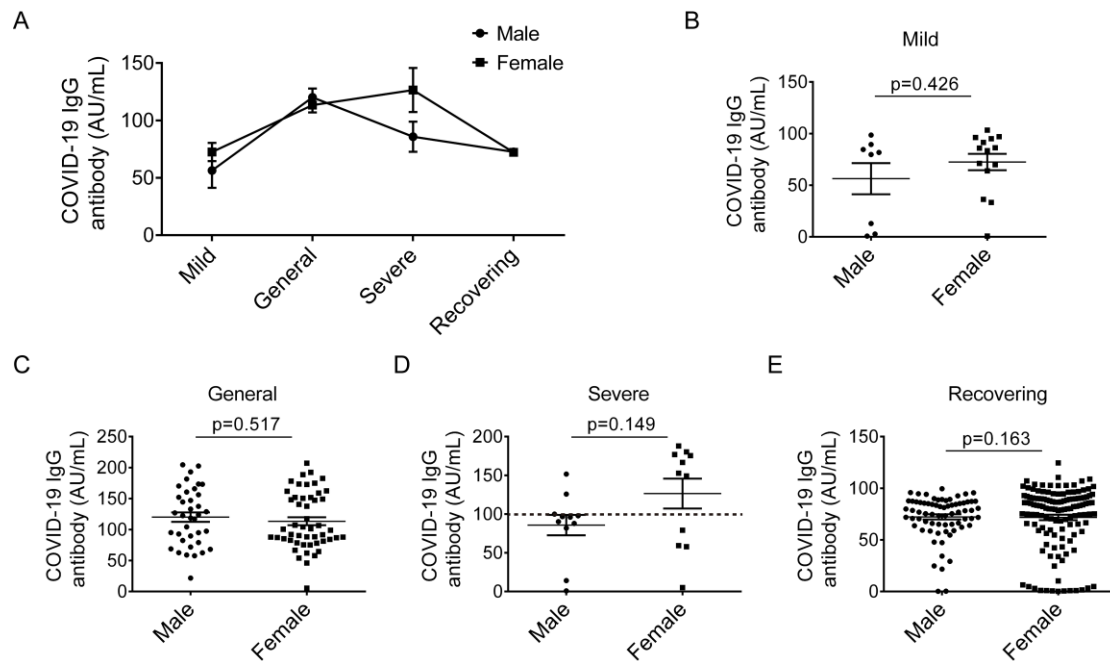 A
Male
Female
COVID-19 IgG
antibody (AU/mL)
150
100
50
0
Mild
General
Severe
Recovering
B
Mild
p=0.426
COVID-19 IgG
antibody (AU/mL)
150
100
50
0
Male
Female
C
General
p=0.517
COVID-19 IgG
antibody (AU/mL)
250
200
150
100
50
0
Male
Female
D
Severe
p=0.149
COVID-19 IgG
antibody (AU/mL)
200
150
100
50
0
Male
Female
E
Recovering
p=0.163
COVID-19 IgG
antibody (AU/mL)
150
100
50
0
Male
Female